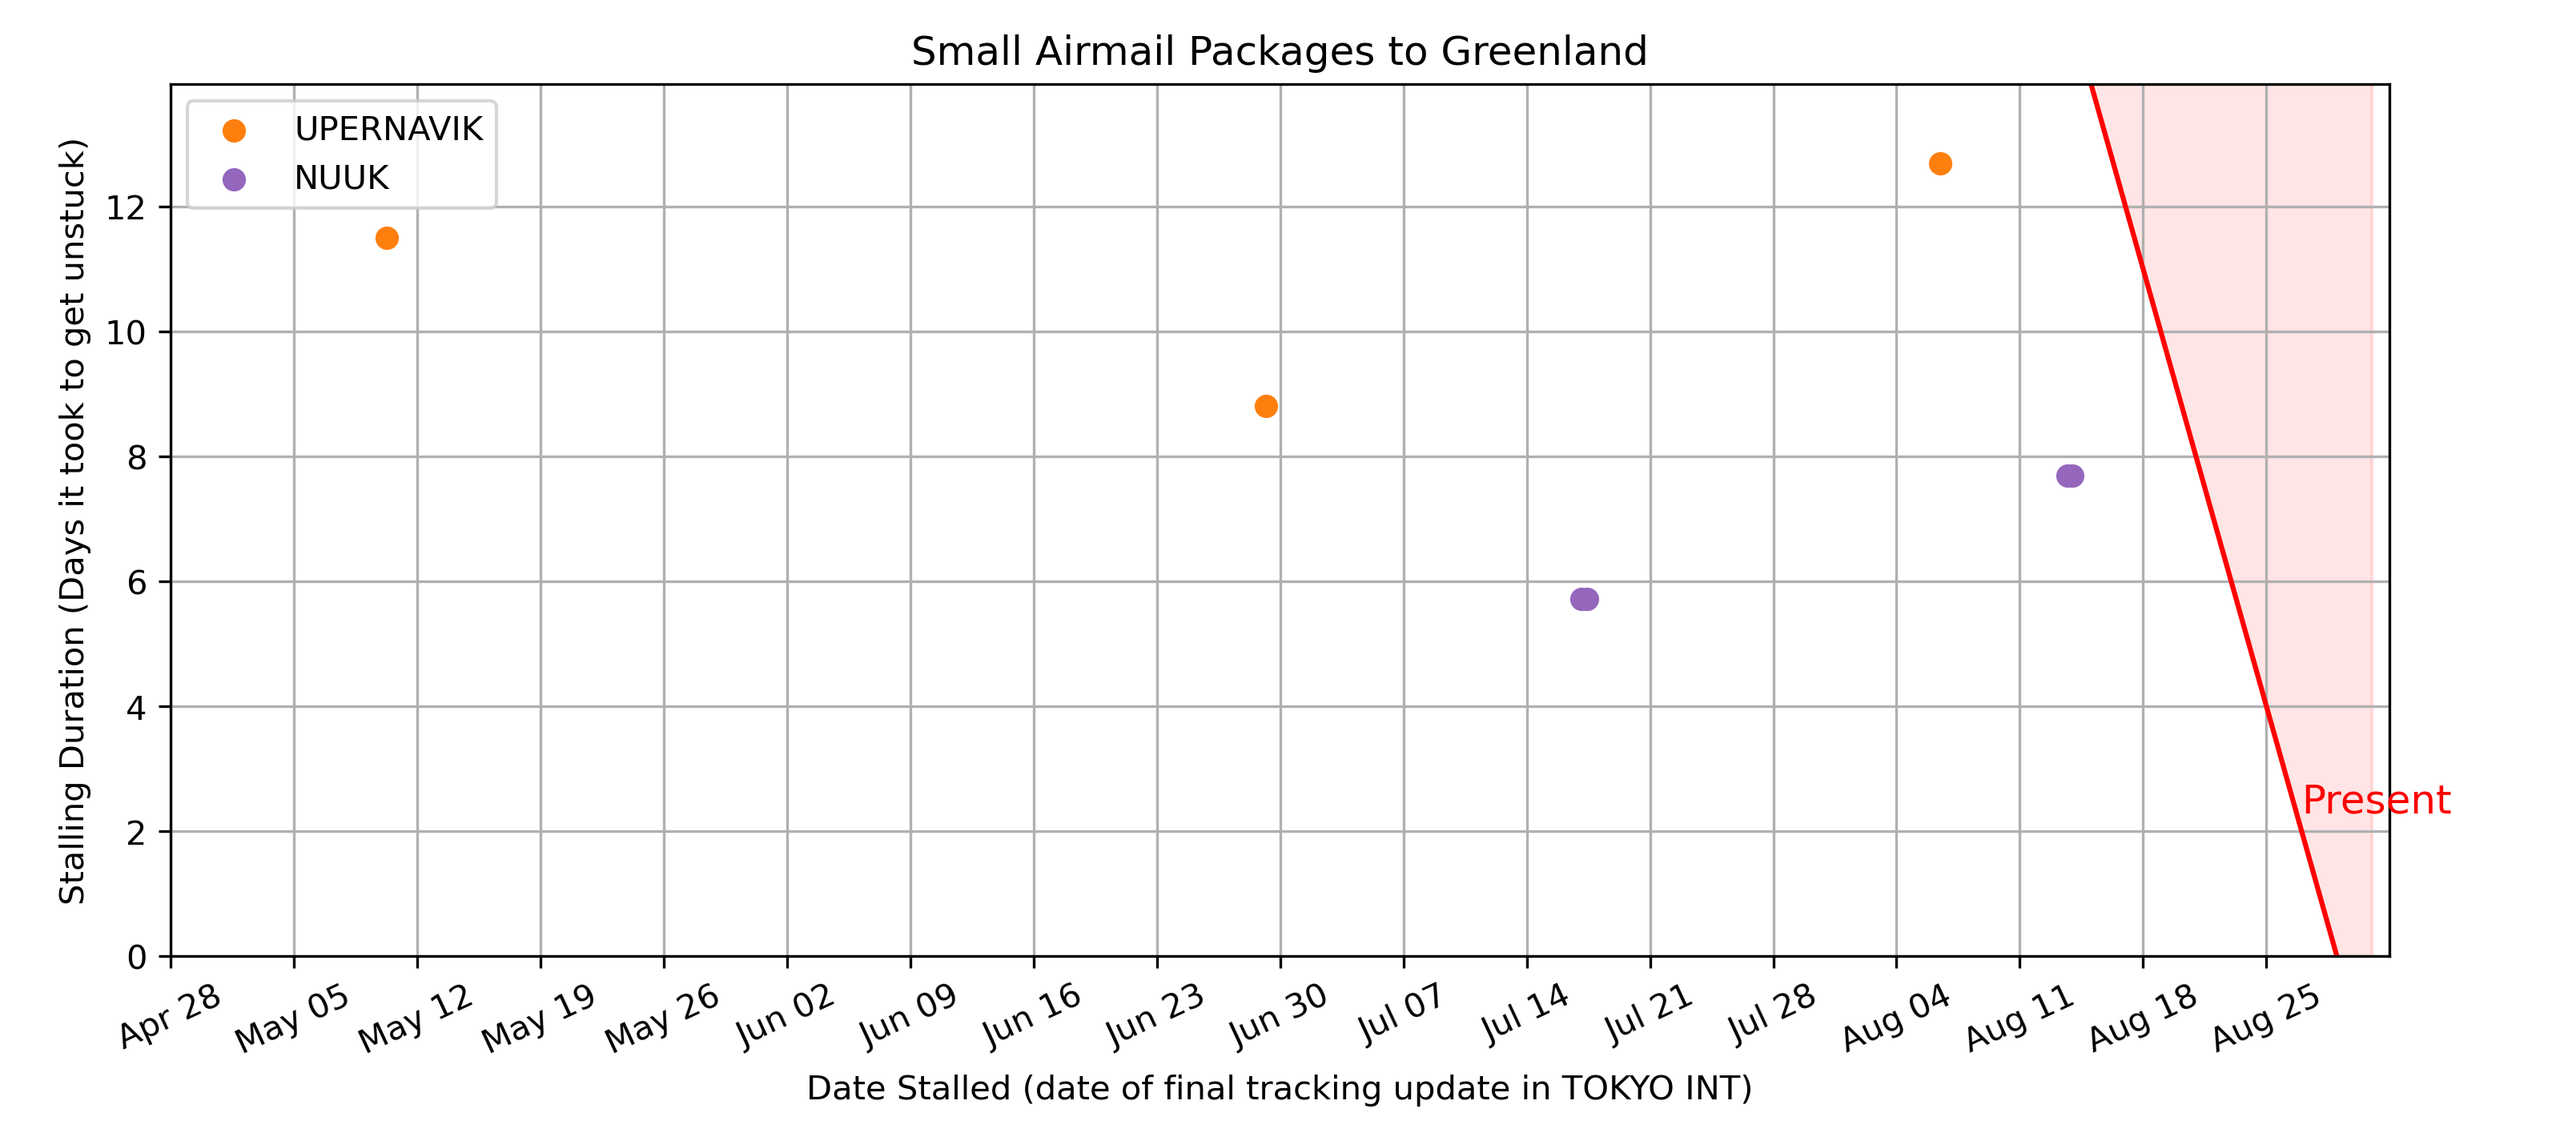 Small Airmail Packages to Greenland
UPERNAVIK
NUUK
Stalling Duration (Days it took to get unstuck)
12
10
8
6
4
2
0
Present
Apr 28
May 05
May 12
May 19
May 26
Jun 02
Jun 09
Jun 16
Jun 23
Jun 30
Jul 07
Jul 14
Jul 21
Jul 28
Aug 04
Aug 11
Aug 18
Aug 25
Date Stalled (date of final tracking update in TOKYO INT)